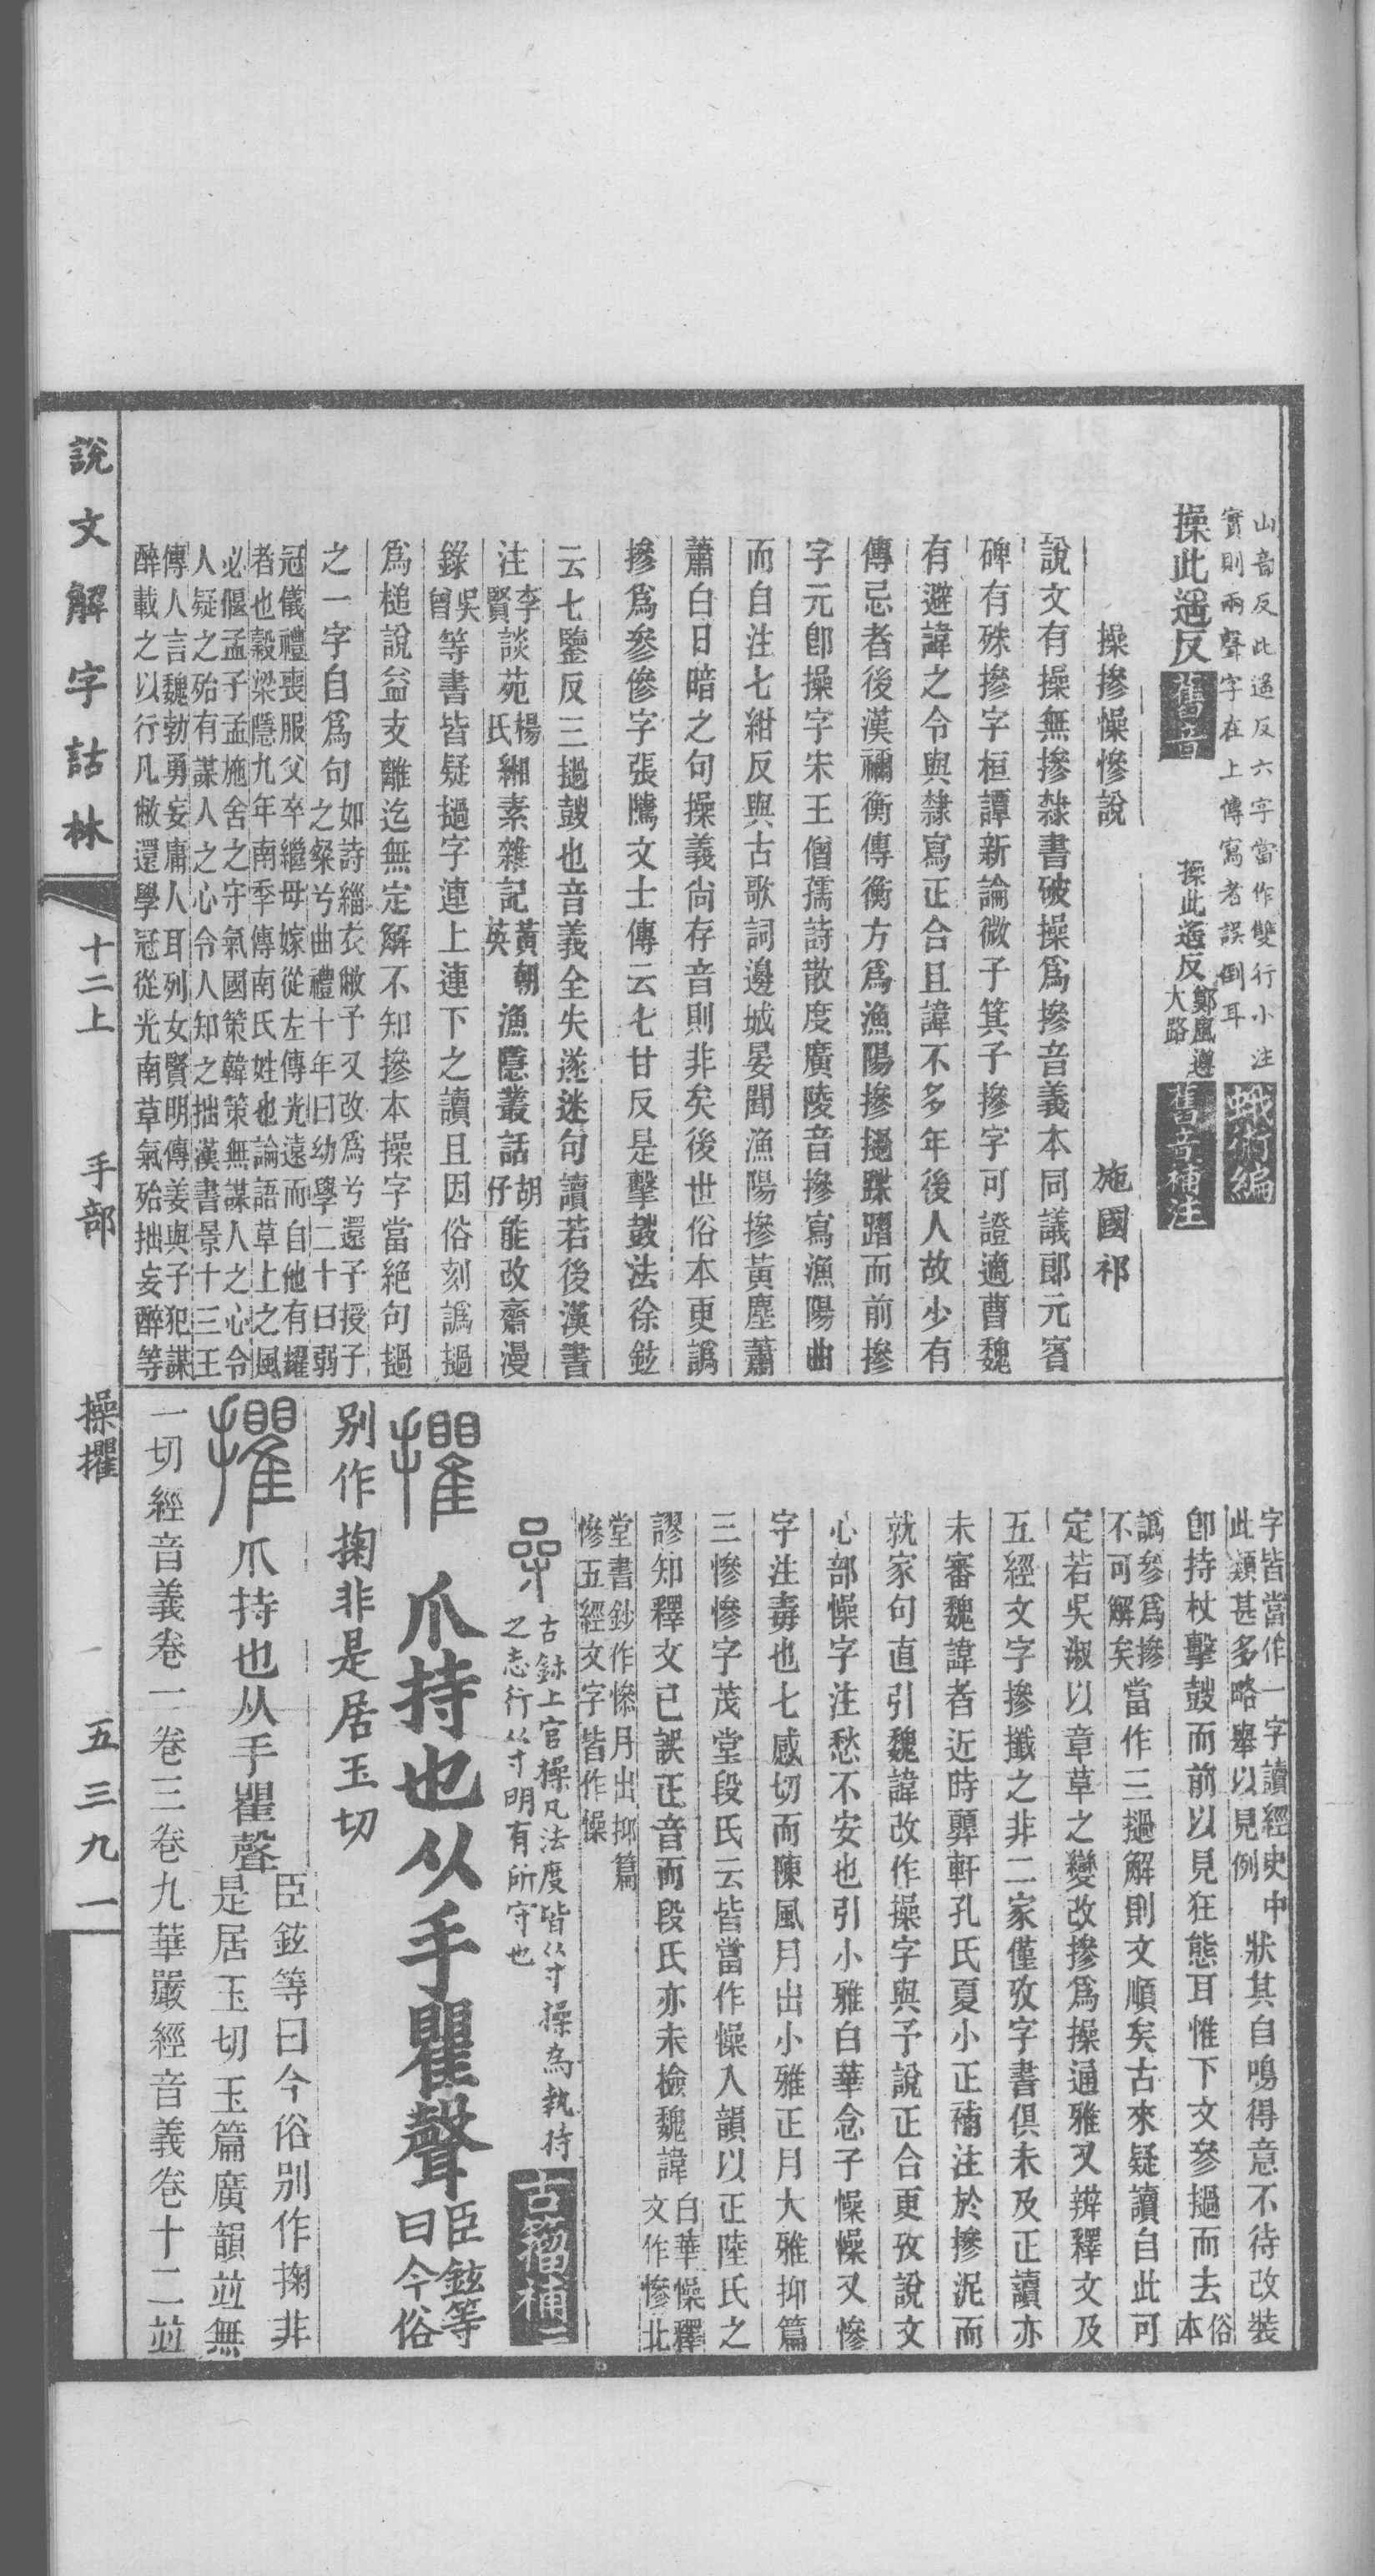 山音反此遥反六字當作雙行小注
實則兩聲字在上傳寫者誤倒耳
蛾術編
操此遥反
舊音
操此遥反
鄭風遵
大路
舊音補注
操摻懆慘說
施國祁
說文有操無摻隸書破操爲摻音義本同議郞元賓
碑有殊摻字桓譚新論微子箕子摻字可證適曹魏
有避諱之令與隸寫正合且諱不多年後人故少有
傳忌者後漢禰衡傳衡方爲漁陽摻撾蹀躧而前摻
字元卽操字宋王僧孺詩散度廣陵音摻寫漁陽曲
而自注七紺反與古歌詞邊城晏聞漁陽摻黃塵蕭
蕭白日暗之句操義尙存音則非矣後世俗本更譌
摻爲參傪字張騭文士傳云七甘反是擊鼓法徐鉉
云七鑒反三撾鼓也音義全失遂迷句讀若後漢書
注李賢談苑楊氏緗素雜記黃朝英漁隱叢話胡仔能改齋漫
錄吳曾等書皆疑撾字連上連下之讀且因俗刻譌撾
爲槌說益支離迄無定解不知摻本操字當絶句撾
之一字自爲句如詩緇衣敝予又改爲兮還予授子
之粲兮曲禮十年曰幼學二十曰弱
冠儀禮喪服父卒繼母嫁從左傳光遠而自他有耀
者也穀梁隱九年南季傳南氏姓也論語草上之風
必偃孟子孟施舍之守氣國策韓策無謀人之心令
人疑之殆有謀人之心令人知之拙漢書景十三王
傳人言魏勃勇妄庸人耳列女賢明傳姜與子犯謀
醉載之以行凡敝還學冠從光南草氣殆拙妄醉等
字皆當作一字讀經史中
此類甚多略舉以見例
狀其自鳴得意不待改裝
卽持杖擊鼓而前以見狂態耳惟下文參撾而去俗本
譌參爲摻
不可解矣
當作三撾解則文順矣古來疑讀自此可
定若吳淑以章草之變改摻爲操通雅又辨釋文及
五經文字摻攕之非二家僅攷字書俱未及正讀亦
未審魏諱者近時顨軒孔氏夏小正補注於摻泥而
就家句直引魏諱改作操字與予說正合更攷說文
心部懆字注愁不安也引小雅白華念子懆懆又慘
字注毒也七感切而陳風月出小雅正月大雅抑篇
三慘慘字茂堂段氏云皆當作懆入韻以正陸氏之
謬知釋文已誤正音而段氏亦未檢魏諱白華懆釋
文作慘北
堂書鈔作慘月出抑篇
慘五經文字皆作懆
古鉥上官操凡法度皆从寸操為執持
之志行从寸明有所守也
古籀補
爪持也从手瞿聲臣鉉等
曰今俗
别作掬非是居玉切
爪持也从手瞿聲臣鉉等曰今俗别作掬非
是居玉切玉篇廣韻竝無
一切經音義卷一卷三卷九華嚴經音義卷十二竝
說文解字詁林
十二上
手部
操攫
五三九一